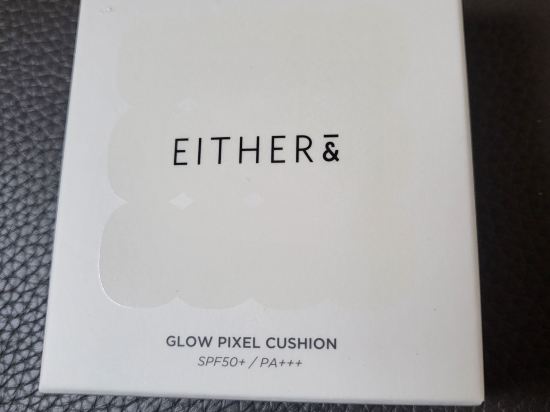 EITHER&
GLOW PIXEL CUSHION
SPF50+ / PA+++